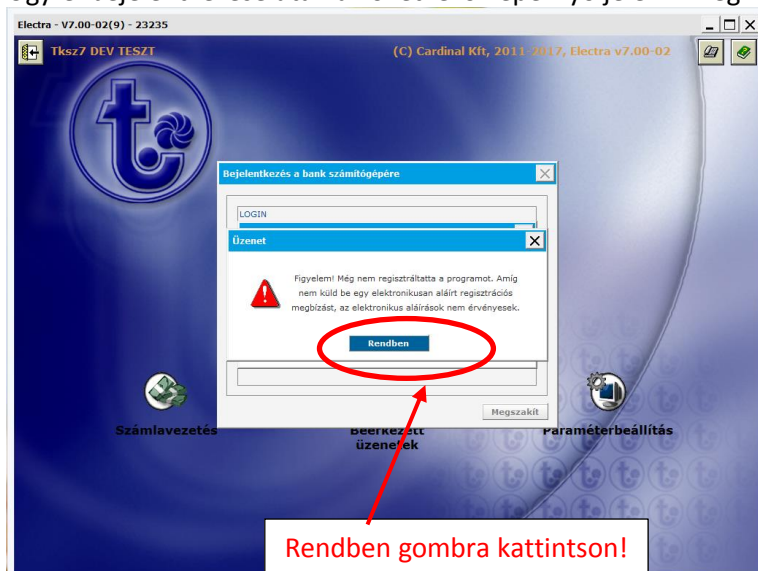 Electra - V7.00-02(9) - 23235
Tksz7 DEV TESZT
(C) Cardinal Kft, 2011-2017, Electra v7.00-02
Bejelentkezés a bank számítógépére
LOGIN
Üzenet
Figyelem! Még nem regisztráltatta a programot. Amíg
nem küld be egy elektronikusan aláírt regisztrációs
megbízást, az elektronikus aláírások nem érvényesek.
Rendben
Megszakít
Számlavezetés
Beérkezett
üzenetek
Paraméterbeállítás
Rendben gombra kattintson!